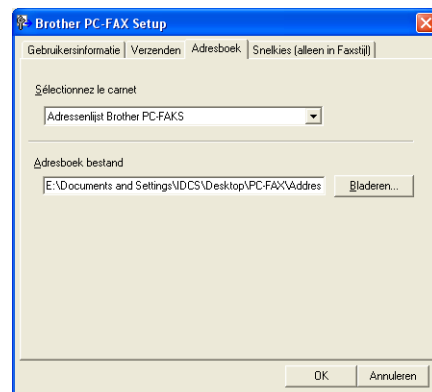 Brother PC-FAX Setup
Gebruikersinformatie Verzenden Adresboek Snelkies (alleen in Faxstijl)
Sélectionnez le carnet
Adressenlijst Brother PC-FAKS
Adresboek bestand
E:\Documents and Settings\IDCS\Desktop\PC-FAX\Addres Bladeren...
OK Annuleren